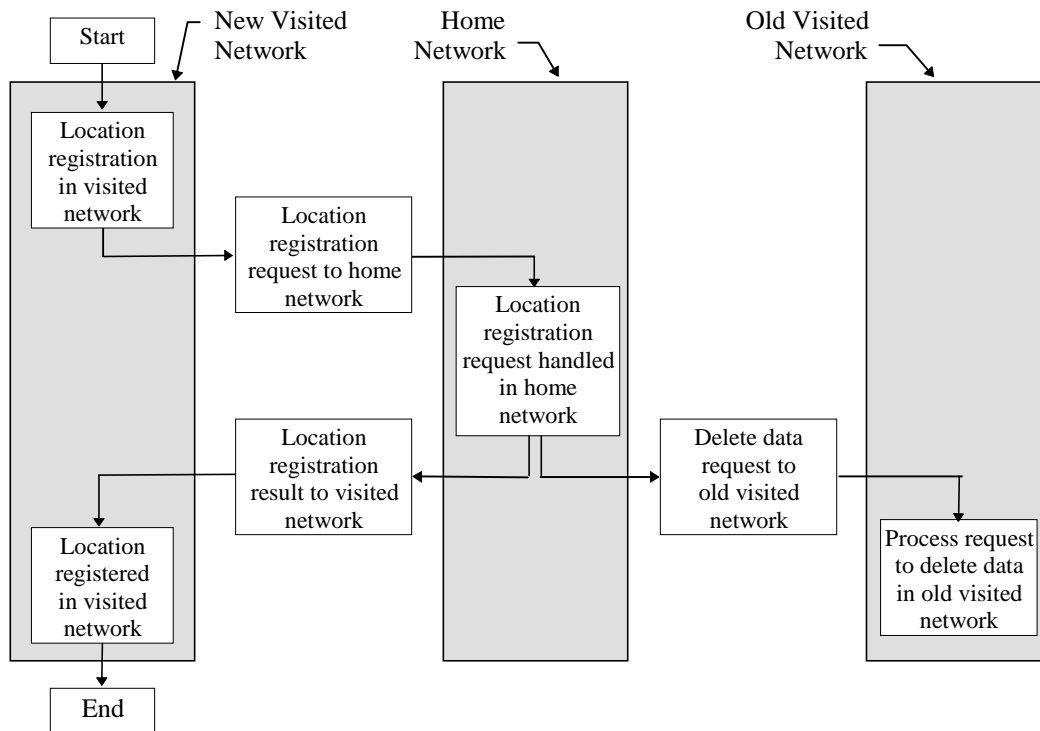 Start
New Visited
Network
Home
Network
Old Visited
Network
Location
registration
in visited
network
Location
registration
request to home
network
Location
registration
request handled
in home
network
Location
registration
result to visited
network
Delete data
request to
old visited
network
Location
registered
in visited
network
Process request
to delete data
in old visited
network
End